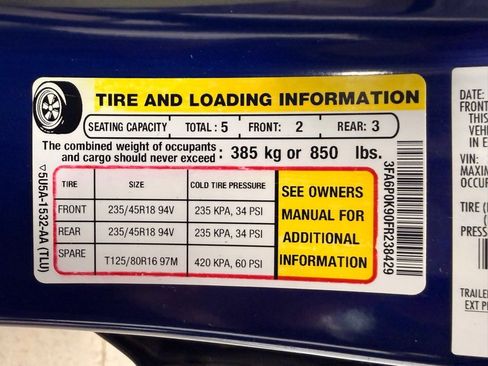 TIRE AND LOADING INFORMATION
SEATING CAPACITY TOTAL : 5 FRONT: 2 REAR: 3
The combined weight of occupants
and cargo should never exceed : 385 kg or 850 lbs.
TIRE SIZE COLD TIRE PRESSURE
FRONT 235/45R18 94V 235 KPA, 34 PSI
REAR 235/45R18 94V 235 KPA, 34 PSI
SPARE T125/80R16 97M 420 KPA, 60 PSI
SEE OWNERS
MANUAL FOR
ADDITIONAL
INFORMATION
5U5A-1532-AA (TLU)
3FA6P0K90FR238429
DATE:
FRONT
THIS
VEH
IN E
VIN:
MAXIM
OCCUP
TIRE (
PRESS
TRAILE
EXT P